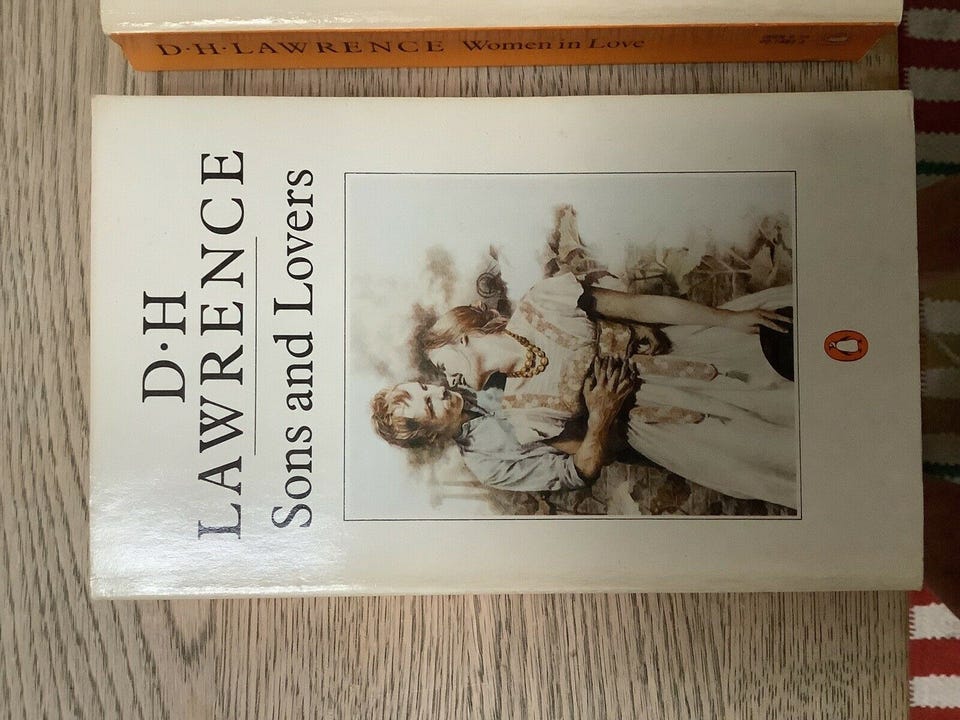 D·H·LAWRENCE Women in Love
D·H
LAWRENCE
Sons and Lovers